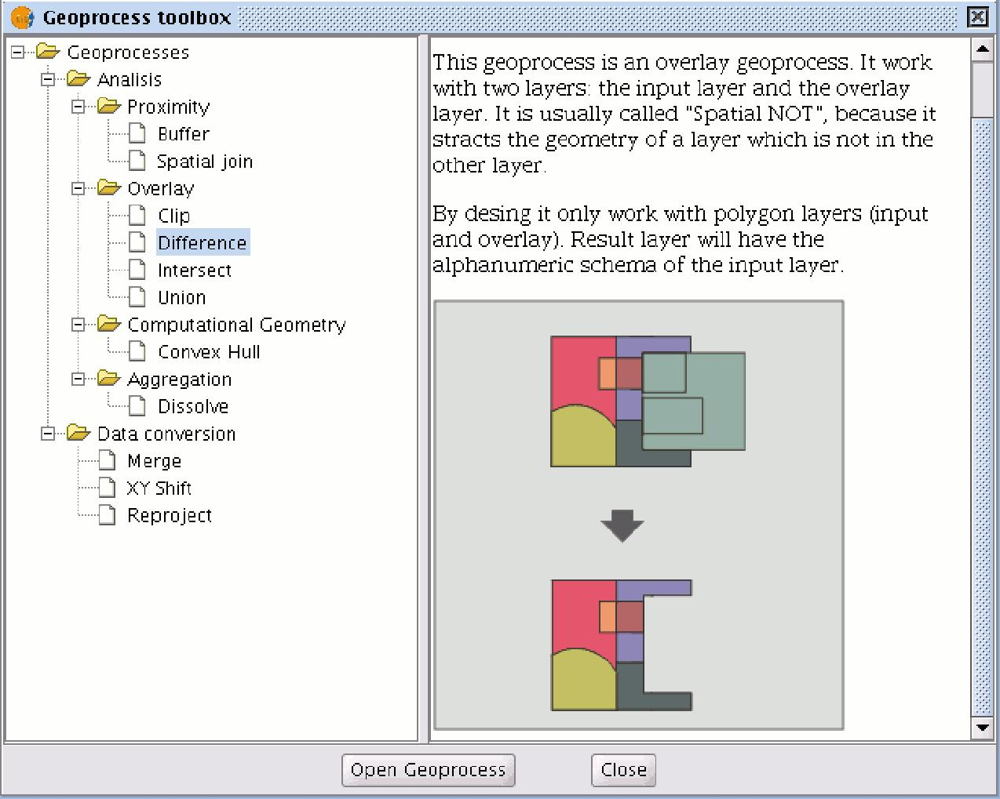 Geoprocess toolbox
Geoprocesses
Analisis
Proximity
Buffer
Spatial join
Overlay
Clip
Difference
Intersect
Union
Computational Geometry
Convex Hull
Aggregation
Dissolve
Data conversion
Merge
XY Shift
Reproject
This geoprocess is an overlay geoprocess. It work
with two layers: the input layer and the overlay
layer. It is usually called "Spatial NOT", because it
stracts the geometry of a layer which is not in the
other layer.
By desing it only work with polygon layers (input
and overlay). Result layer will have the
alphanumeric schema of the input layer.
Open Geoprocess
Close